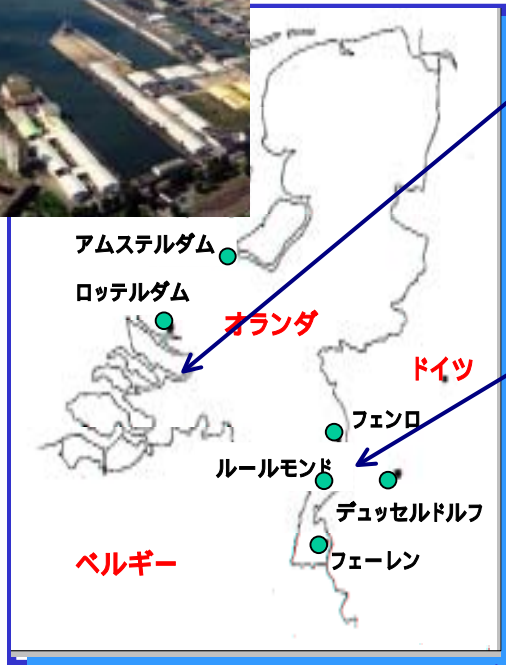 アムステルダム
ロッテルダム
オランダ
ドイツ
フェンロ
ルールモンド
デュッセルドルフ
ベルギー
フェーレン